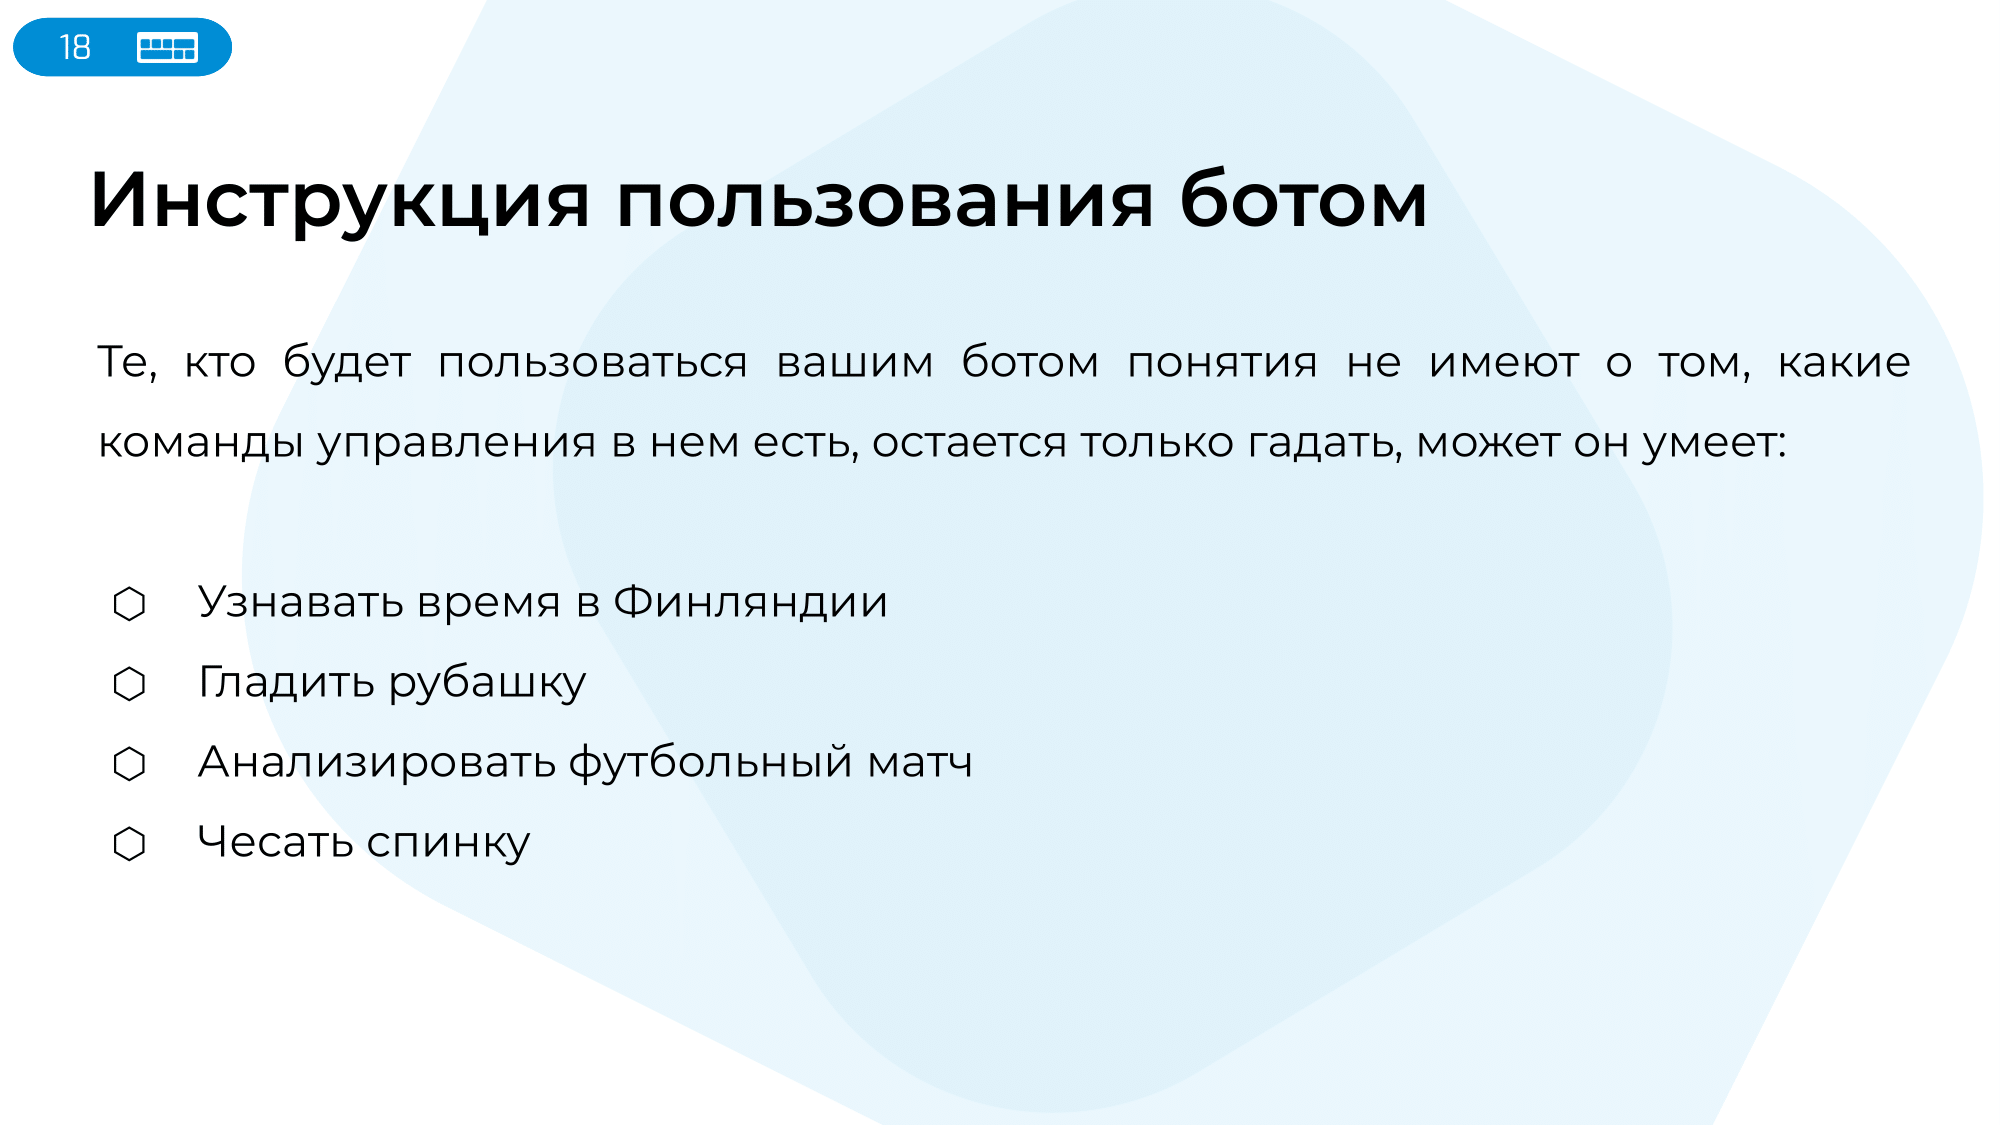 18
Инструкция пользования ботом
Те, кто будет пользоваться вашим ботом понятия не имеют о том, какие
команды управления в нем есть, остается только гадать, может он умеет:
Узнавать время в Финляндии
Гладить рубашку
Анализировать футбольный матч
Чесать спинку